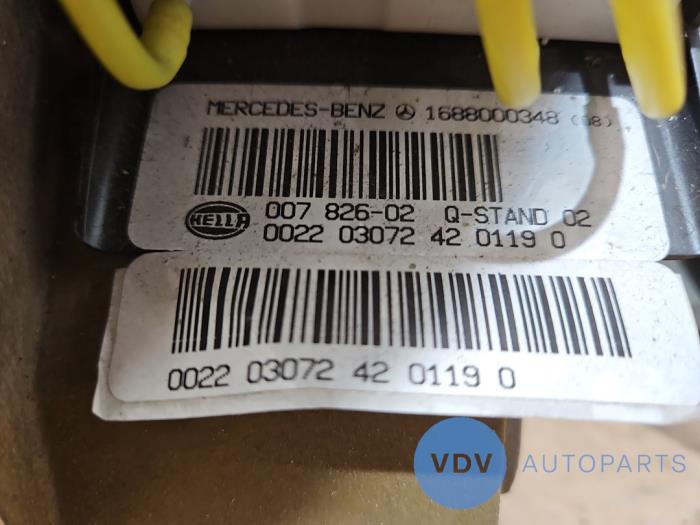 MERCEDES-BENZ 1688000348 (08)
HELLA 007 826-02 Q-STAND 02
0022 03072 42 0119 0
0022 03072 42 0119 0
VDV AUTOPARTS